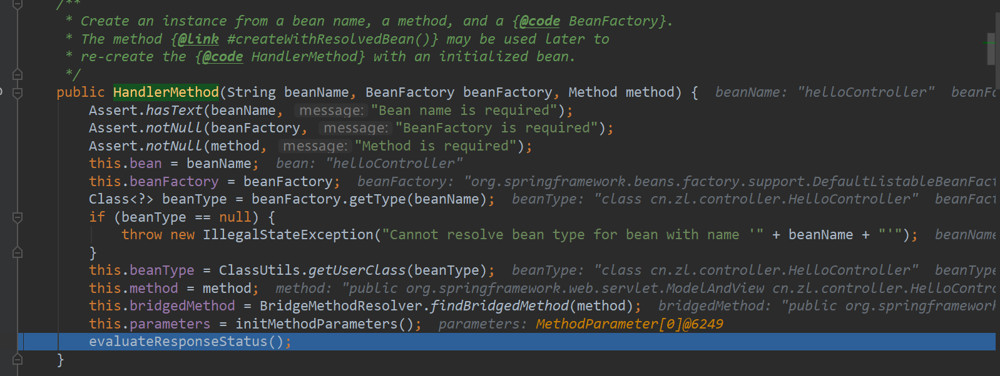 /**
* Create an instance from a bean name, a method, and a {@code BeanFactory}.
* The method {@link #createWithResolvedBean()} may be used later to
* re-create the {@code HandlerMethod} with an initialized bean.
*/
public HandlerMethod(String beanName, BeanFactory beanFactory, Method method) { beanName: "helloController" beanFa
Assert.hasText(beanName, message: "Bean name is required");
Assert.notNull(beanFactory, message: "BeanFactory is required");
Assert.notNull(method, message: "Method is required");
this.bean = beanName; bean: "helloController"
this.beanFactory = beanFactory; beanFactory: "org.springframework.beans.factory.support.DefaultListableBeanFact
Class<?> beanType = beanFactory.getType(beanName); beanType: "class cn.zl.controller.HelloController" beanFact
if (beanType == null) {
throw new IllegalStateException("Cannot resolve bean type for bean with name '" + beanName + "'"); beanName
}
this.beanType = ClassUtils.getUserClass(beanType); beanType: "class cn.zl.controller.HelloController" beanType
this.method = method; method: "public org.springframework.web.servlet.ModelAndView cn.zl.controller.HelloContro
this.bridgedMethod = BridgeMethodResolver.findBridgedMethod(method); bridgedMethod: "public org.springframework
this.parameters = initMethodParameters(); parameters: MethodParameter[0]@6249
evaluateResponseStatus();
}